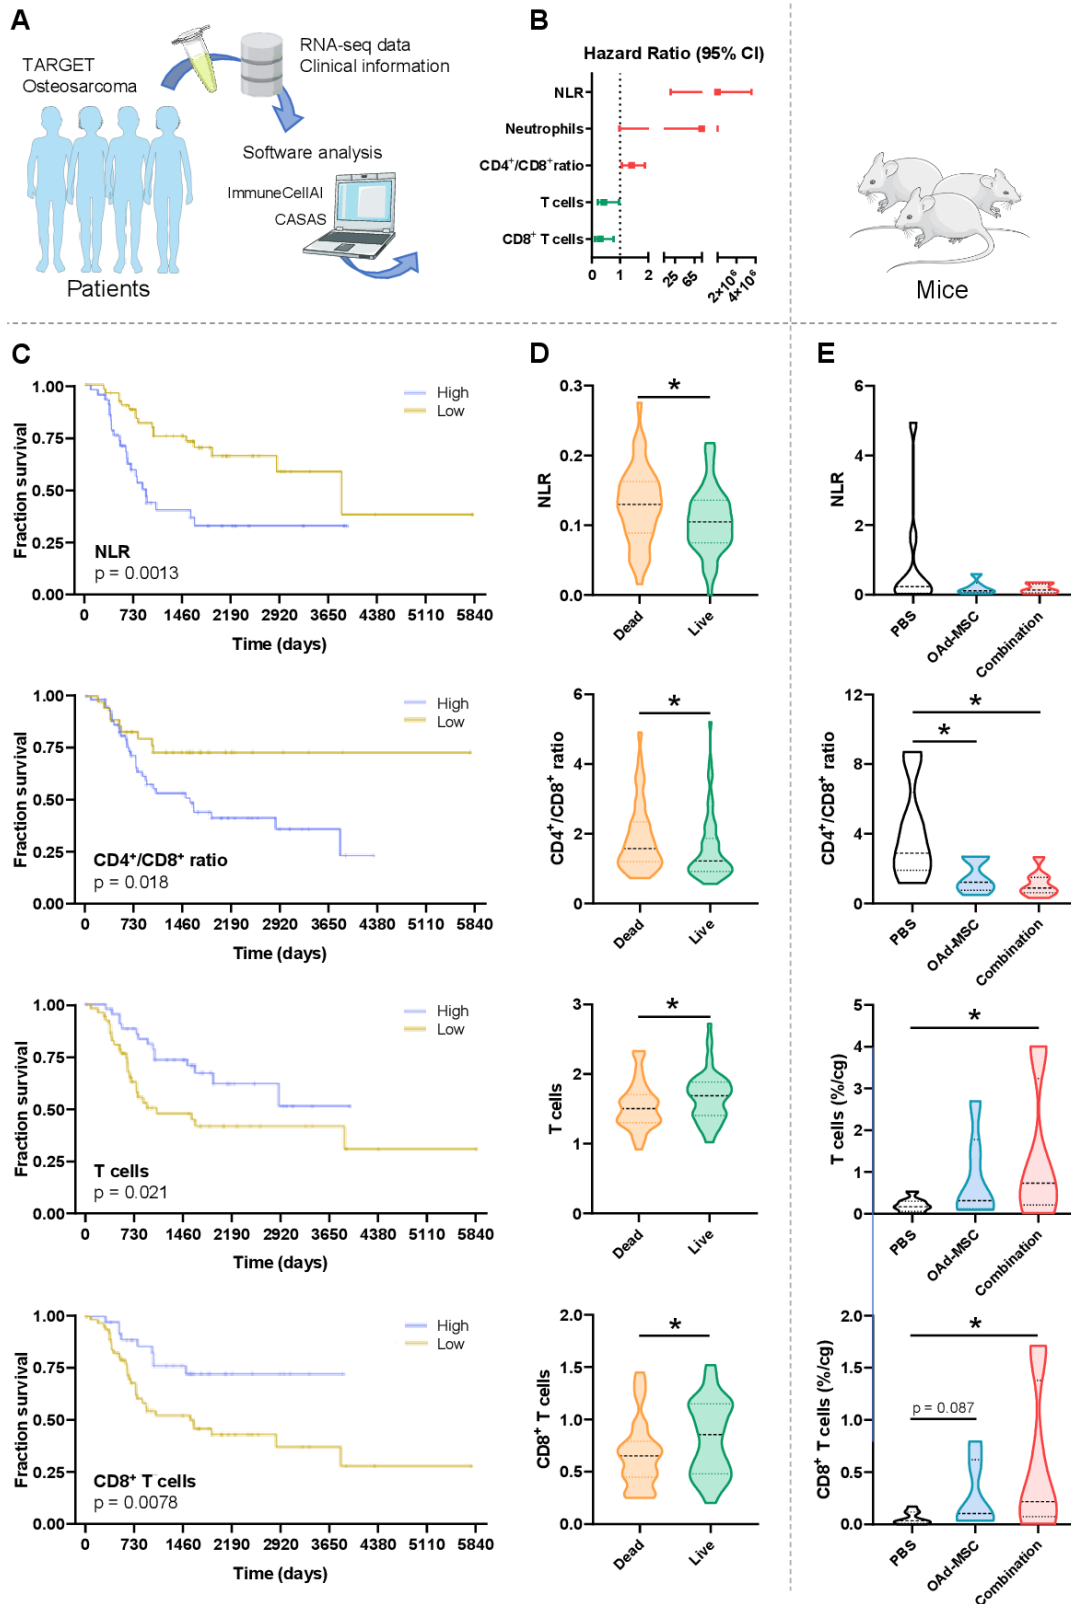 A
TARGET
Osteosarcoma
RNA-seq data
Clinical information
Software analysis
ImmuneCellAI
CASAS
Patients
B
Hazard Ratio (95% CI)
NLR
Neutrophils
CD4⁺/CD8⁺ratio
T cells
CD8⁺ T cells
0 1 2 25 65 2×10⁶ 4×10⁶
Mice
C
1.00
0.75
0.50
0.25
0.00
Fraction survival
High
Low
NLR
p = 0.0013
0 730 1460 2190 2920 3650 4380 5110 5840
Time (days)
1.00
0.75
0.50
0.25
0.00
Fraction survival
High
Low
CD4⁺/CD8⁺ ratio
p = 0.018
0 730 1460 2190 2920 3650 4380 5110 5840
Time (days)
1.00
0.75
0.50
0.25
0.00
Fraction survival
High
Low
T cells
p = 0.021
0 730 1460 2190 2920 3650 4380 5110 5840
Time (days)
1.00
0.75
0.50
0.25
0.00
Fraction survival
High
Low
CD8⁺ T cells
p = 0.0078
0 730 1460 2190 2920 3650 4380 5110 5840
Time (days)
D
0.3
0.2
0.1
0.0
NLR
*
Dead Live
6
4
2
0
CD4⁺/CD8⁺ ratio
*
Dead Live
3
2
1
0
T cells
*
Dead Live
2.0
1.5
1.0
0.5
0.0
CD8⁺ T cells
*
Dead Live
E
6
4
2
0
NLR
PBS OAd-MSC Combination
12
8
4
0
CD4⁺/CD8⁺ ratio
*
*
PBS OAd-MSC Combination
5
4
3
2
1
0
T cells (%/cg)
*
PBS OAd-MSC Combination
2.0
1.5
1.0
0.5
0.0
CD8⁺ T cells (%/cg)
*
p = 0.087
PBS OAd-MSC Combination